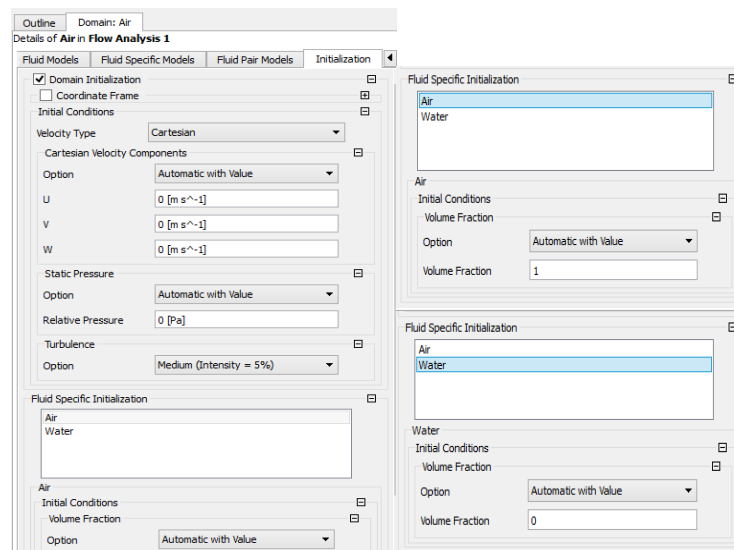 Outline Domain: Air
Details of Air in Flow Analysis 1
Fluid Models Fluid Specific Models Fluid Pair Models Initialization
Domain Initialization
Coordinate Frame
Initial Conditions
Velocity Type Cartesian
Cartesian Velocity Components
Option Automatic with Value
U 0 [m s^-1]
V 0 [m s^-1]
W 0 [m s^-1]
Static Pressure
Option Automatic with Value
Relative Pressure 0 [Pa]
Turbulence
Option Medium (Intensity = 5%)
Fluid Specific Initialization
Air
Water
Air
Initial Conditions
Volume Fraction
Option Automatic with Value
Fluid Specific Initialization
Air
Water
Air
Initial Conditions
Volume Fraction
Option Automatic with Value
Volume Fraction 1
Fluid Specific Initialization
Air
Water
Water
Initial Conditions
Volume Fraction
Option Automatic with Value
Volume Fraction 0